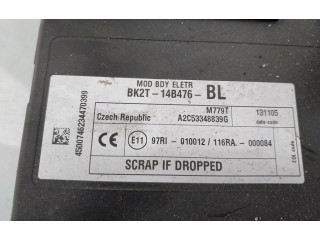 MOD BDY ELETR
BK2T-14B476-BL
M779T
131105
Czech Republic
A2C53348839G
date-code
4500746234470399
CE
E11
97RI - 010012 / 116RA - 000084
SCRAP IF DROPPED